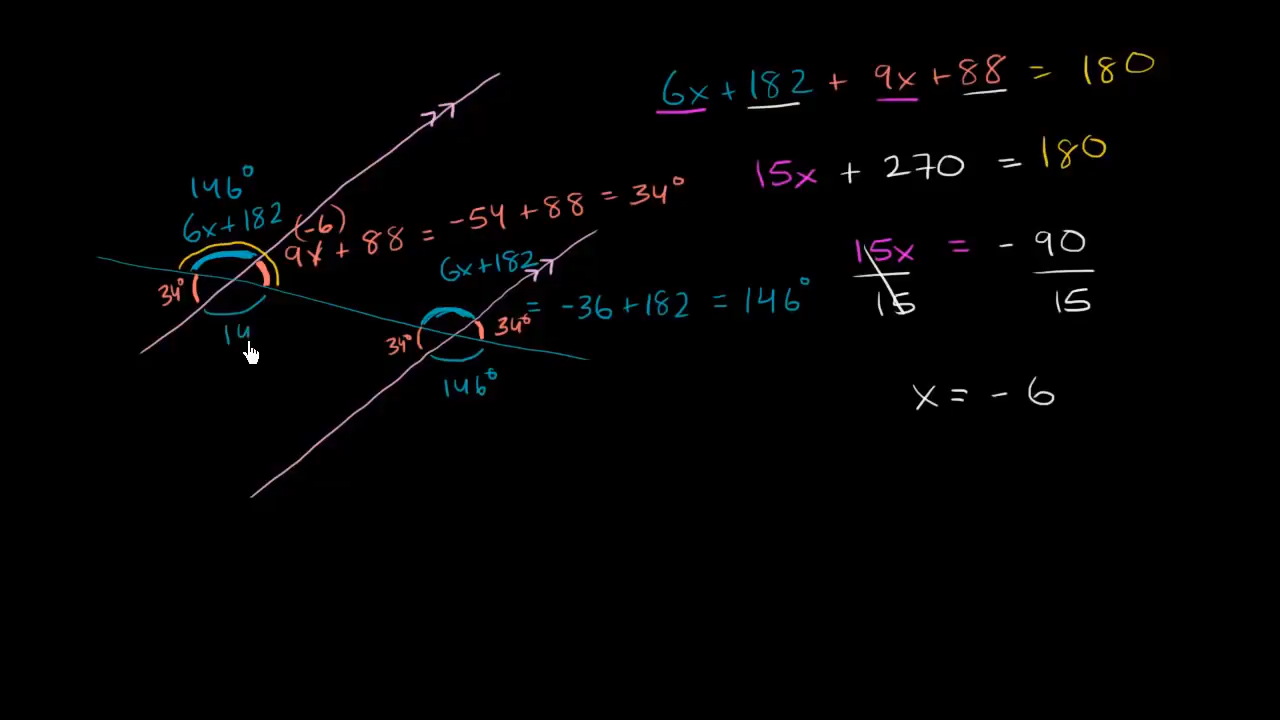 6x + 182 + 9x + 88 = 180
15x + 270 = 180
15x = - 90
15 15
x = - 6
146°
6x + 182
(-6)
9x + 88 = -54 + 88 = 34°
34°
14
6x + 182
= -36 + 182 = 146°
34°
34°
146°